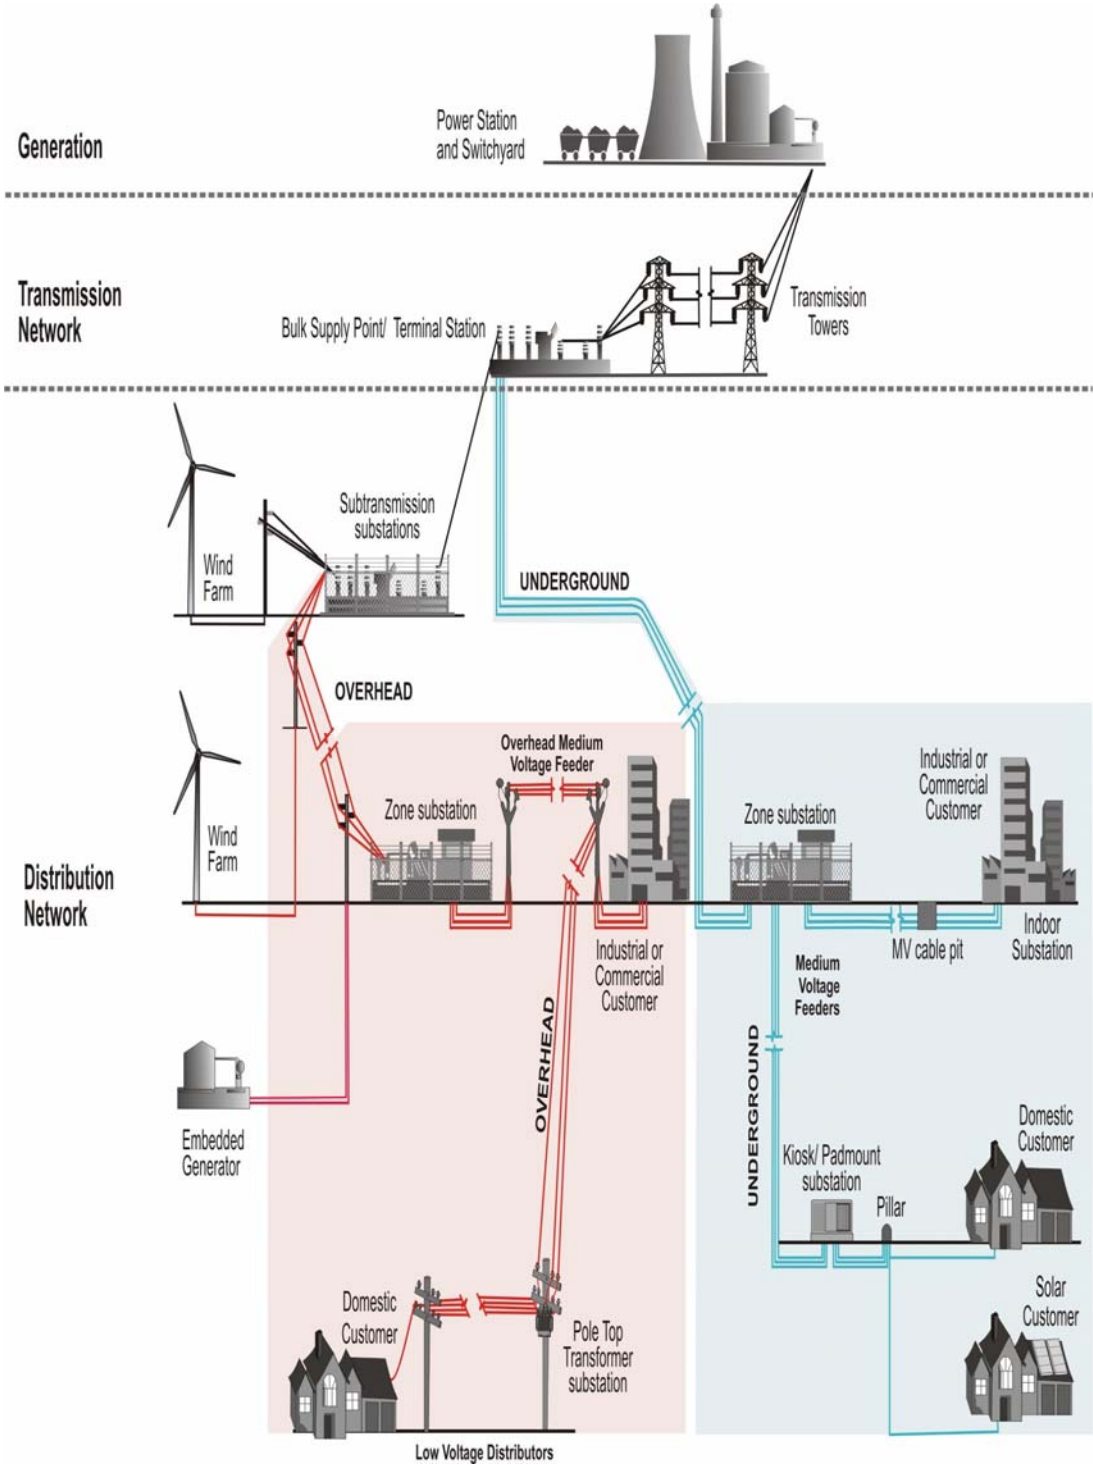 Power Station
and Switchyard
Generation
Transmission
Network
Bulk Supply Point/ Terminal Station
Transmission
Towers
Subtransmission
substations
Wind
Farm
UNDERGROUND
OVERHEAD
Overhead Medium
Voltage Feeder
Industrial or
Commercial
Customer
Zone substation
Zone substation
Wind
Farm
Distribution
Network
Industrial or
Commercial
Customer
MV cable pit
Indoor
Substation
Medium
Voltage
Feeders
OVERHEAD
UNDERGROUND
Embedded
Generator
Domestic
Customer
Kiosk/ Padmount
substation
Pillar
Domestic
Customer
Solar
Customer
Pole Top
Transformer
substation
Low Voltage Distributors